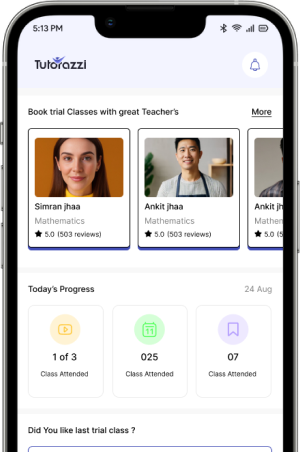 5:13 PM
Tutorazzi
Book trial Classes with great Teacher's
More
Simran jhaa
Mathematics
5.0 (503 reviews)
Ankit jhaa
Mathematics
5.0 (503 reviews)
Ankit jh
Mathem
5.0 (5
Today's Progress
24 Aug
1 of 3
Class Attended
11
025
Class Attended
07
Class Attended
Did You like last trial class ?